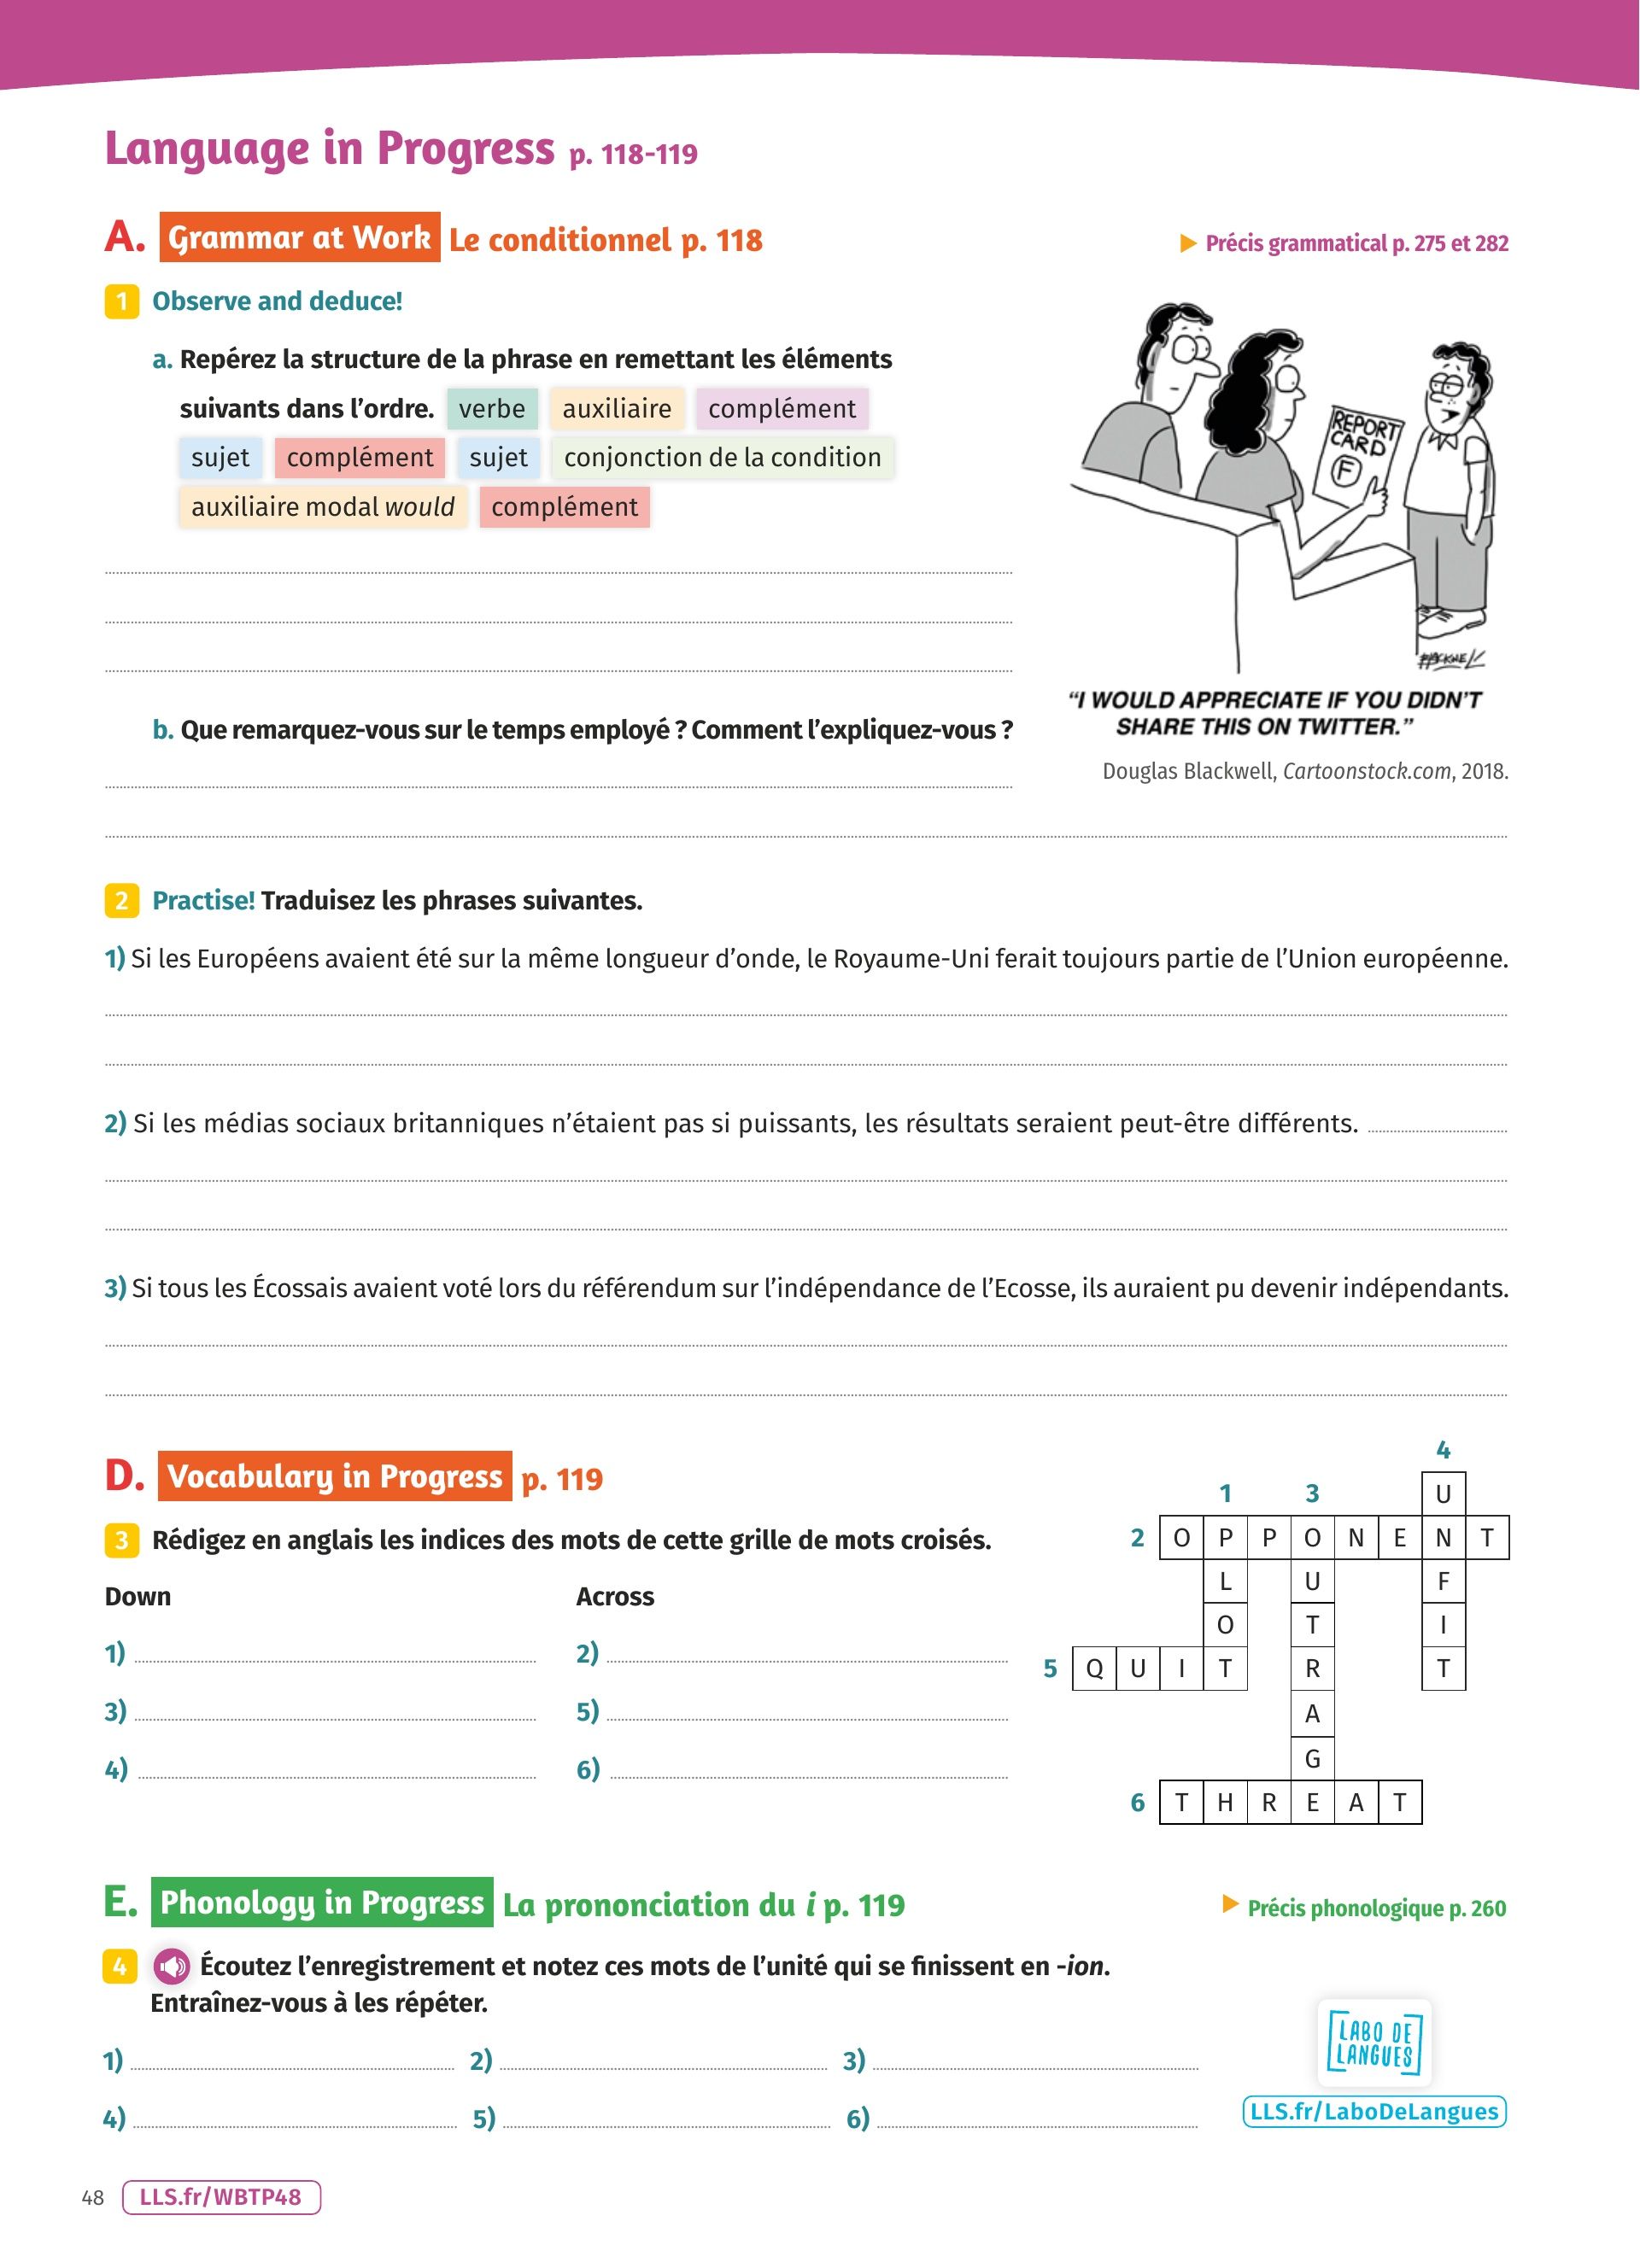 Language in Progress p. 118-119
A. Grammar at Work Le conditionnel p. 118
Précis grammatical p. 275 et 282
1 Observe and deduce!
a. Repérez la structure de la phrase en remettant les éléments
suivants dans l’ordre. verbe auxiliaire complément
sujet complément sujet conjonction de la condition
auxiliaire modal would complément
REPORT
CARD
F
“I WOULD APPRECIATE IF YOU DIDN’T
SHARE THIS ON TWITTER.”
Douglas Blackwell, Cartoonstock.com, 2018.
b. Que remarquez-vous sur le temps employé ? Comment l’expliquez-vous ?
2 Practise! Traduisez les phrases suivantes.
1) Si les Européens avaient été sur la même longueur d’onde, le Royaume-Uni ferait toujours partie de l’Union européenne.
2) Si les médias sociaux britanniques n’étaient pas si puissants, les résultats seraient peut-être différents.
3) Si tous les Écossais avaient voté lors du référendum sur l’indépendance de l’Ecosse, ils auraient pu devenir indépendants.
D. Vocabulary in Progress p. 119
3 Rédigez en anglais les indices des mots de cette grille de mots croisés.
Down Across
1) 2)
3) 5)
4) 6)
4
1 3 U
2 O P P O N E N T
L U F
O T I
5 Q U I T R T
A
G
6 T H R E A T
E. Phonology in Progress La prononciation du i p. 119
Précis phonologique p. 260
4 Écoutez l’enregistrement et notez ces mots de l’unité qui se finissent en -ion.
Entraînez-vous à les répéter.
1) 2) 3)
4) 5) 6)
LABO DE
LANGUES
LLS.fr/LaboDeLangues
48 LLS.fr/WBTP48